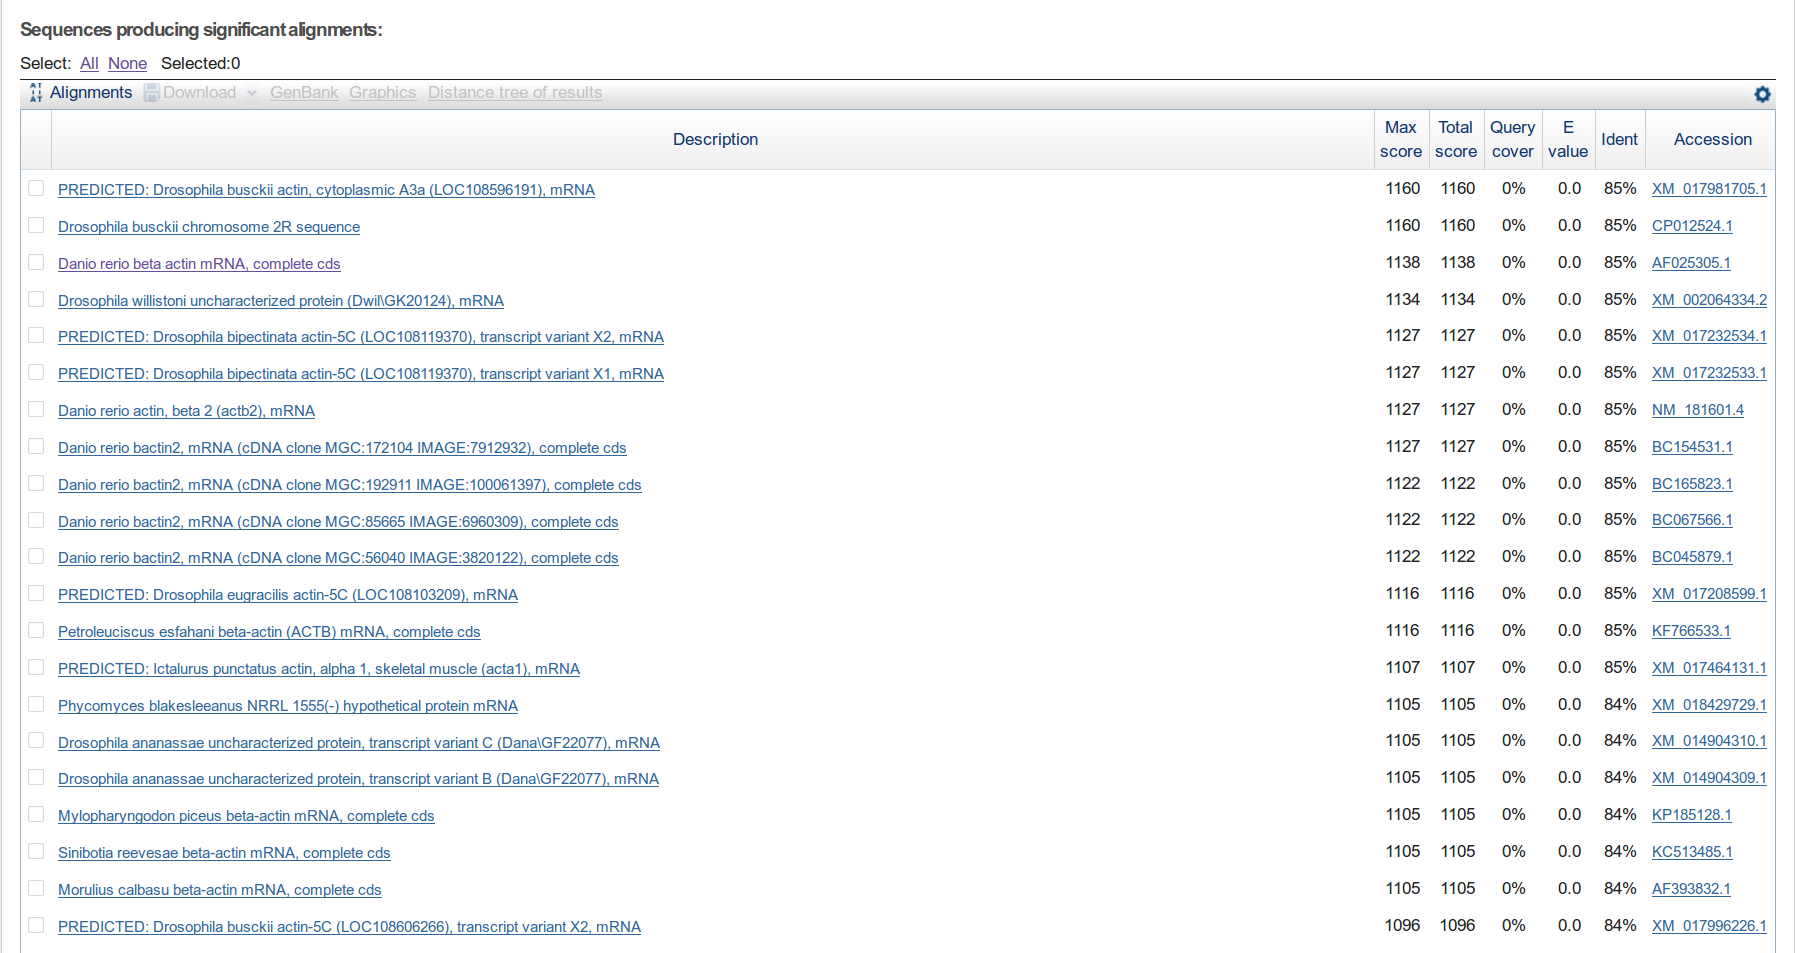 Sequences producing significant alignments:
Select: All None Selected:0
Alignments Download GenBank Graphics Distance tree of results
Description Max score Total score Query cover E value Ident Accession
PREDICTED: Drosophila busckii actin, cytoplasmic A3a (LOC108596191), mRNA 1160 1160 0% 0.0 85% XM_017981705.1
Drosophila busckii chromosome 2R sequence 1160 1160 0% 0.0 85% CP012524.1
Danio rerio beta actin mRNA, complete cds 1138 1138 0% 0.0 85% AF025305.1
Drosophila willistoni uncharacterized protein (Dwil\GK20124), mRNA 1134 1134 0% 0.0 85% XM_002064334.2
PREDICTED: Drosophila bipectinata actin-5C (LOC108119370), transcript variant X2, mRNA 1127 1127 0% 0.0 85% XM_017232534.1
PREDICTED: Drosophila bipectinata actin-5C (LOC108119370), transcript variant X1, mRNA 1127 1127 0% 0.0 85% XM_017232533.1
Danio rerio actin, beta 2 (actb2), mRNA 1127 1127 0% 0.0 85% NM_181601.4
Danio rerio bactin2, mRNA (cDNA clone MGC:172104 IMAGE:7912932), complete cds 1127 1127 0% 0.0 85% BC154531.1
Danio rerio bactin2, mRNA (cDNA clone MGC:192911 IMAGE:100061397), complete cds 1122 1122 0% 0.0 85% BC165823.1
Danio rerio bactin2, mRNA (cDNA clone MGC:85665 IMAGE:6960309), complete cds 1122 1122 0% 0.0 85% BC067566.1
Danio rerio bactin2, mRNA (cDNA clone MGC:56040 IMAGE:3820122), complete cds 1122 1122 0% 0.0 85% BC045879.1
PREDICTED: Drosophila eugracilis actin-5C (LOC108103209), mRNA 1116 1116 0% 0.0 85% XM_017208599.1
Petroleuciscus esfahani beta-actin (ACTB) mRNA, complete cds 1116 1116 0% 0.0 85% KF766533.1
PREDICTED: Ictalurus punctatus actin, alpha 1, skeletal muscle (acta1), mRNA 1107 1107 0% 0.0 85% XM_017464131.1
Phycomyces blakesleeanus NRRL 1555(-) hypothetical protein mRNA 1105 1105 0% 0.0 84% XM_018429729.1
Drosophila ananassae uncharacterized protein, transcript variant C (Dana\GF22077), mRNA 1105 1105 0% 0.0 84% XM_014904310.1
Drosophila ananassae uncharacterized protein, transcript variant B (Dana\GF22077), mRNA 1105 1105 0% 0.0 84% XM_014904309.1
Mylopharyngodon piceus beta-actin mRNA, complete cds 1105 1105 0% 0.0 84% KP185128.1
Sinibotia reevesae beta-actin mRNA, complete cds 1105 1105 0% 0.0 84% KC513485.1
Morulius calbasu beta-actin mRNA, complete cds 1105 1105 0% 0.0 84% AF393832.1
PREDICTED: Drosophila busckii actin-5C (LOC108606266), transcript variant X2, mRNA 1096 1096 0% 0.0 84% XM_017996226.1